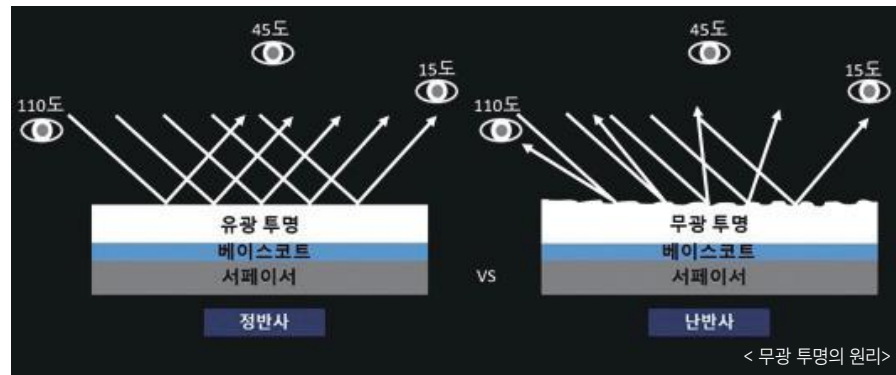 45도
15도
110도
유광 투명
베이스코트
서페이서
정반사
VS
45도
15도
110도
무광 투명
베이스코트
서페이서
난반사
< 무광 투명의 원리>